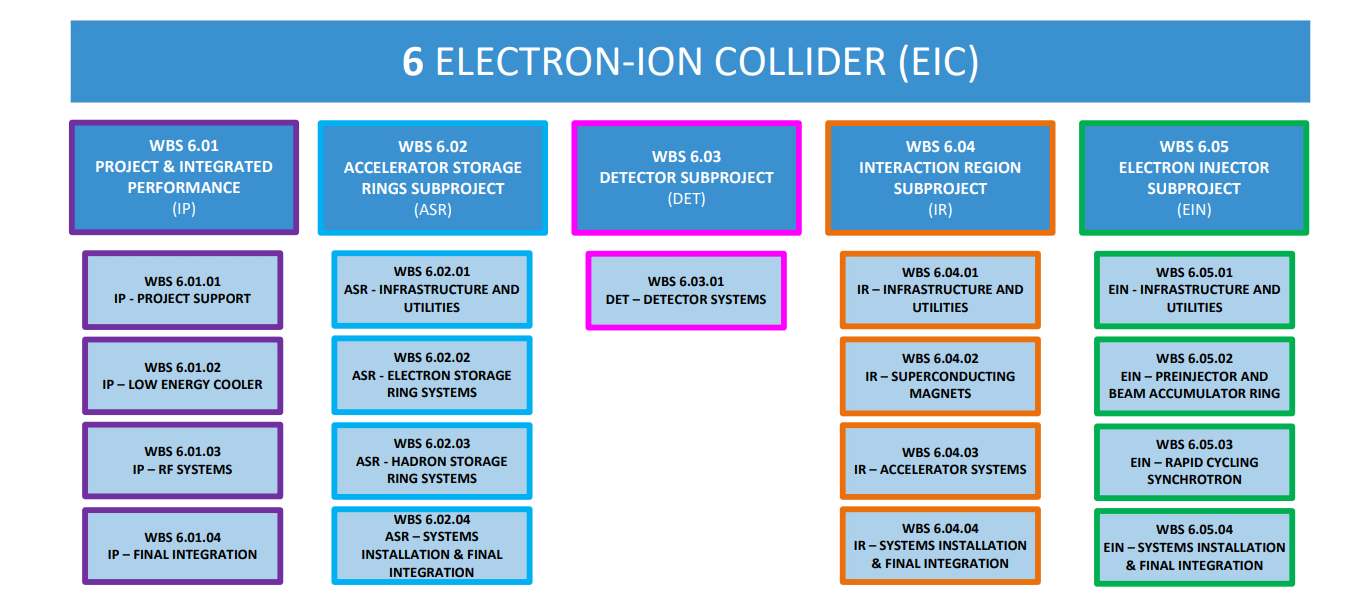 6 ELECTRON-ION COLLIDER (EIC)
WBS 6.01
PROJECT & INTEGRATED
PERFORMANCE
(IP)
WBS 6.02
ACCELERATOR STORAGE
RINGS SUBPROJECT
(ASR)
WBS 6.03
DETECTOR SUBPROJECT
(DET)
WBS 6.04
INTERACTION REGION
SUBPROJECT
(IR)
WBS 6.05
ELECTRON INJECTOR
SUBPROJECT
(EIN)
WBS 6.01.01
IP - PROJECT SUPPORT
WBS 6.02.01
ASR - INFRASTRUCTURE AND
UTILITIES
WBS 6.03.01
DET – DETECTOR SYSTEMS
WBS 6.04.01
IR – INFRASTRUCTURE AND
UTILITIES
WBS 6.05.01
EIN - INFRASTRUCTURE AND
UTILITIES
WBS 6.01.02
IP – LOW ENERGY COOLER
WBS 6.02.02
ASR - ELECTRON STORAGE
RING SYSTEMS
WBS 6.04.02
IR – SUPERCONDUCTING
MAGNETS
WBS 6.05.02
EIN – PREINJECTOR AND
BEAM ACCUMULATOR RING
WBS 6.01.03
IP – RF SYSTEMS
WBS 6.02.03
ASR - HADRON STORAGE
RING SYSTEMS
WBS 6.04.03
IR – ACCELERATOR SYSTEMS
WBS 6.05.03
EIN – RAPID CYCLING
SYNCHROTRON
WBS 6.01.04
IP – FINAL INTEGRATION
WBS 6.02.04
ASR – SYSTEMS
INSTALLATION & FINAL
INTEGRATION
WBS 6.04.04
IR – SYSTEMS INSTALLATION
& FINAL INTEGRATION
WBS 6.05.04
EIN – SYSTEMS INSTALLATION
& FINAL INTEGRATION